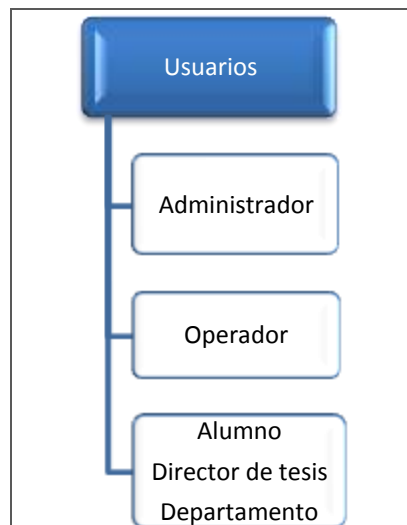 Usuarios
Administrador
Operador
Alumno
Director de tesis
Departamento